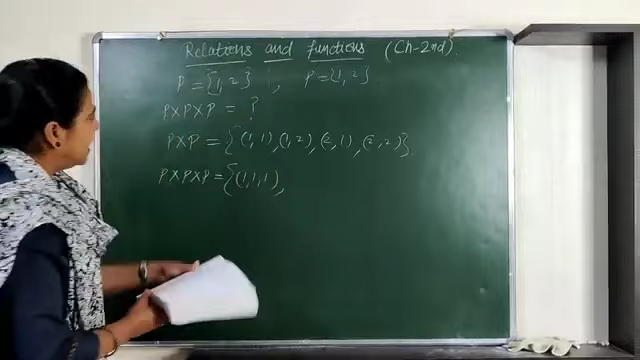 Relations and functions (Ch-2nd).
P = {1, 2} , P = {1, 2}
P×P×P = ?
P×P = {(1, 1), (1, 2), (2, 1), (2, 2)}.
P×P×P = {(1, 1, 1),